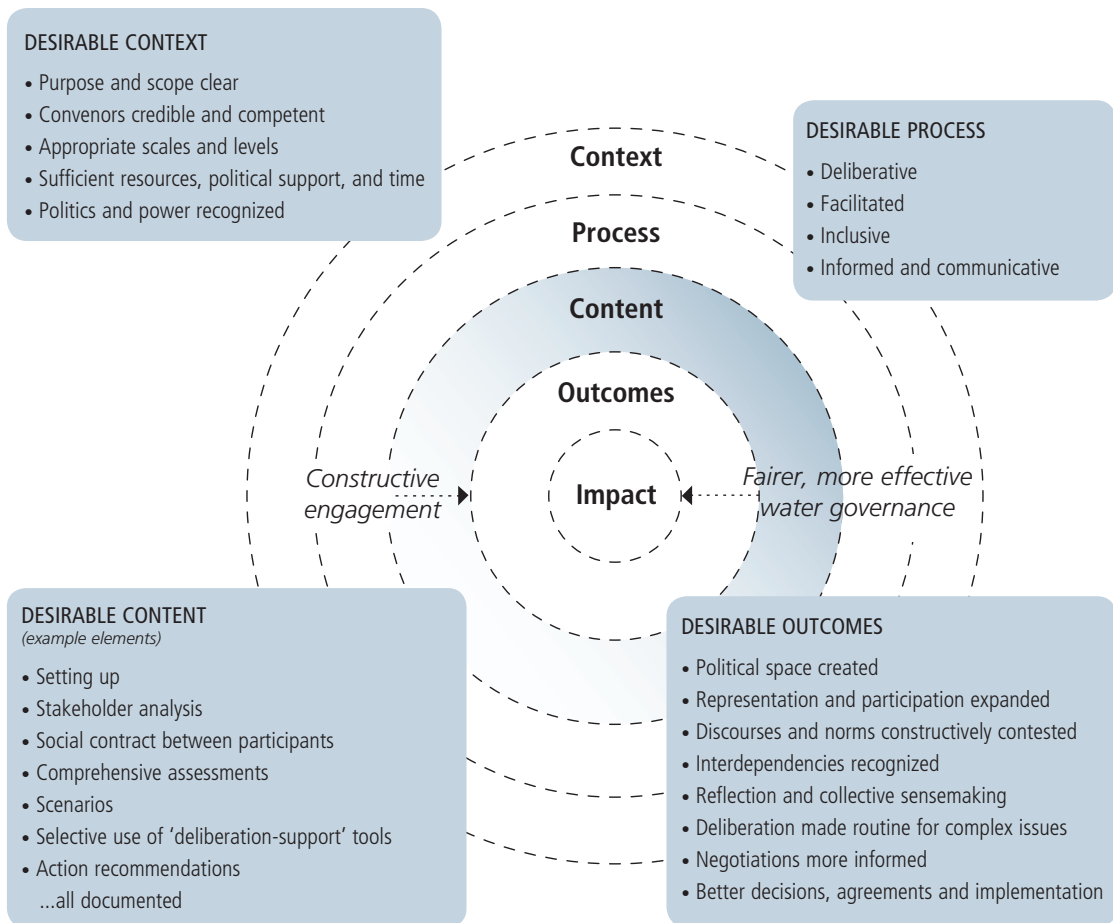 DESIRABLE CONTEXT
• Purpose and scope clear
• Convenors credible and competent
• Appropriate scales and levels
• Sufficient resources, political support, and time
• Politics and power recognized
DESIRABLE PROCESS
• Deliberative
• Facilitated
• Inclusive
• Informed and communicative
Context
Process
Content
Outcomes
Impact
Constructive
engagement
Fairer, more effective
water governance
DESIRABLE CONTENT
(example elements)
• Setting up
• Stakeholder analysis
• Social contract between participants
• Comprehensive assessments
• Scenarios
• Selective use of ‘deliberation-support’ tools
• Action recommendations
...all documented
DESIRABLE OUTCOMES
• Political space created
• Representation and participation expanded
• Discourses and norms constructively contested
• Interdependencies recognized
• Reflection and collective sensemaking
• Deliberation made routine for complex issues
• Negotiations more informed
• Better decisions, agreements and implementation